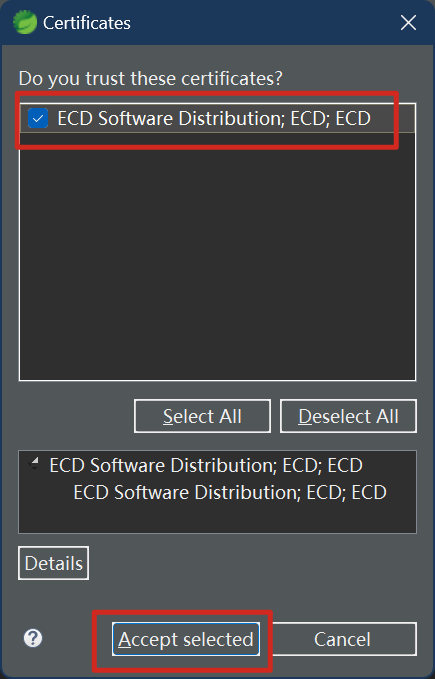 Certificates
Do you trust these certificates?
ECD Software Distribution; ECD; ECD
Select All
Deselect All
ECD Software Distribution; ECD; ECD
ECD Software Distribution; ECD; ECD
Details
?
Accept selected
Cancel